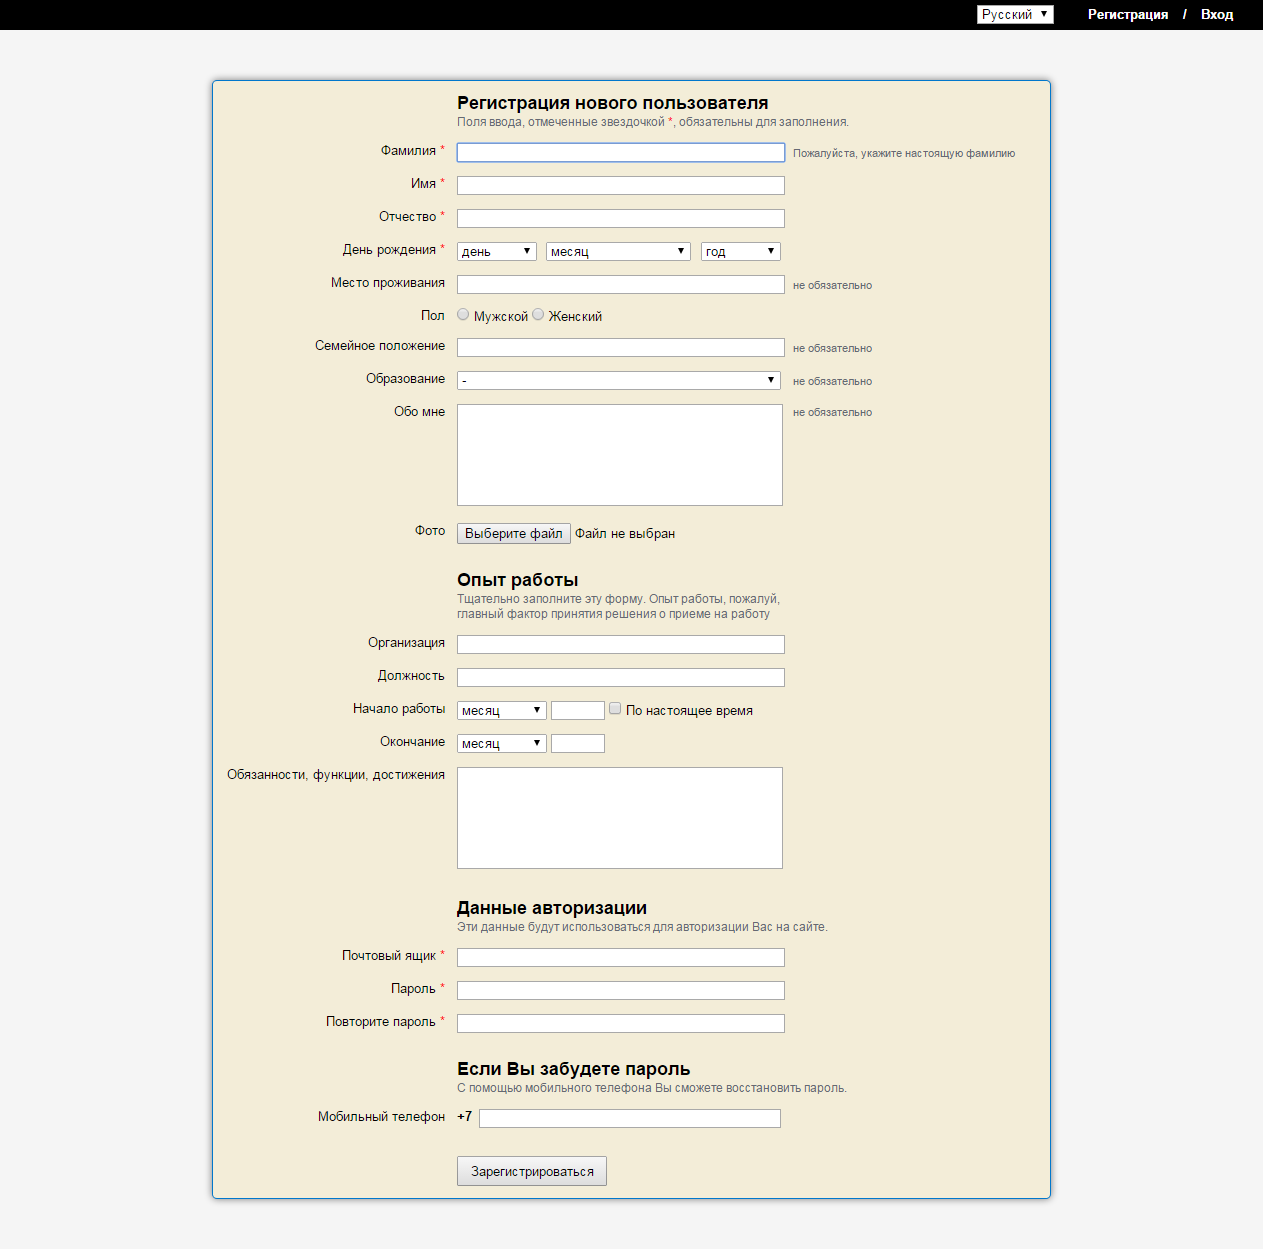 Русский Регистрация / Вход
Регистрация нового пользователя
Поля ввода, отмеченные звездочкой *, обязательны для заполнения.
Фамилия * Пожалуйста, укажите настоящую фамилию
Имя *
Отчество *
День рождения * день месяц год
Место проживания не обязательно
Пол Мужской Женский
Семейное положение не обязательно
Образование - не обязательно
Обо мне не обязательно
Фото Выберите файл Файл не выбран
Опыт работы
Тщательно заполните эту форму. Опыт работы, пожалуй,
главный фактор принятия решения о приеме на работу
Организация
Должность
Начало работы месяц По настоящее время
Окончание месяц
Обязанности, функции, достижения
Данные авторизации
Эти данные будут использоваться для авторизации Вас на сайте.
Почтовый ящик *
Пароль *
Повторите пароль *
Если Вы забудете пароль
С помощью мобильного телефона Вы сможете восстановить пароль.
Мобильный телефон +7
Зарегистрироваться